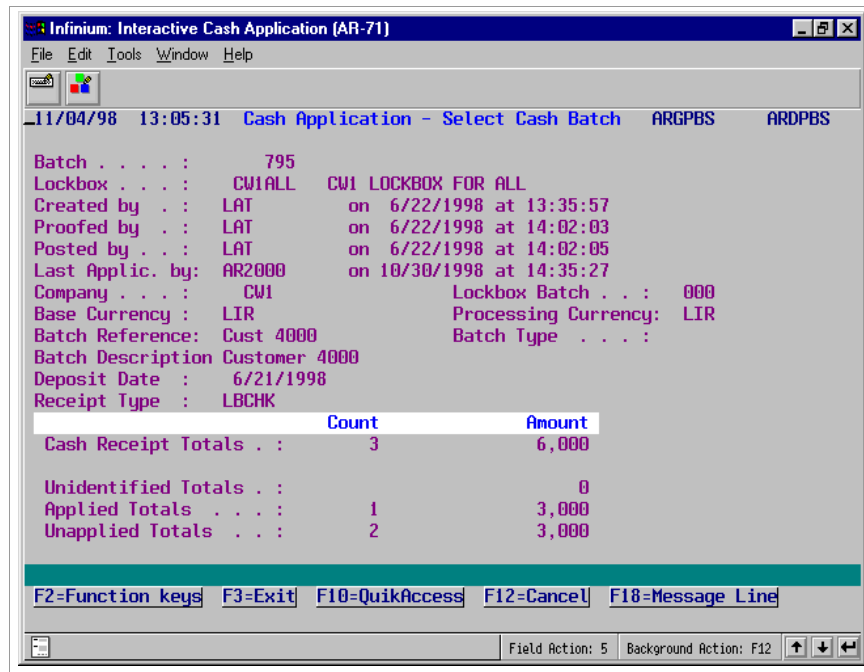 Infinium: Interactive Cash Application (AR-71)
File Edit Tools Window Help
11/04/98 13:05:31 Cash Application - Select Cash Batch ARGPBS ARDPBS
Batch . . . . : 795
Lockbox . . . : CW1ALL CW1 LOCKBOX FOR ALL
Created by . : LAT on 6/22/1998 at 13:35:57
Proofed by . : LAT on 6/22/1998 at 14:02:03
Posted by . . : LAT on 6/22/1998 at 14:02:05
Last Applic. by: AR2000 on 10/30/1998 at 14:35:27
Company . . . : CW1 Lockbox Batch . . : 000
Base Currency : LIR Processing Currency: LIR
Batch Reference: Cust 4000 Batch Type . . . :
Batch Description Customer 4000
Deposit Date : 6/21/1998
Receipt Type : LBCHK
Count Amount
Cash Receipt Totals . : 3 6,000
Unidentified Totals . : 0
Applied Totals . . . : 1 3,000
Unapplied Totals . . : 2 3,000
F2=Function keys F3=Exit F10=QuikAccess F12=Cancel F18=Message Line
Field Action: 5 Background Action: F12